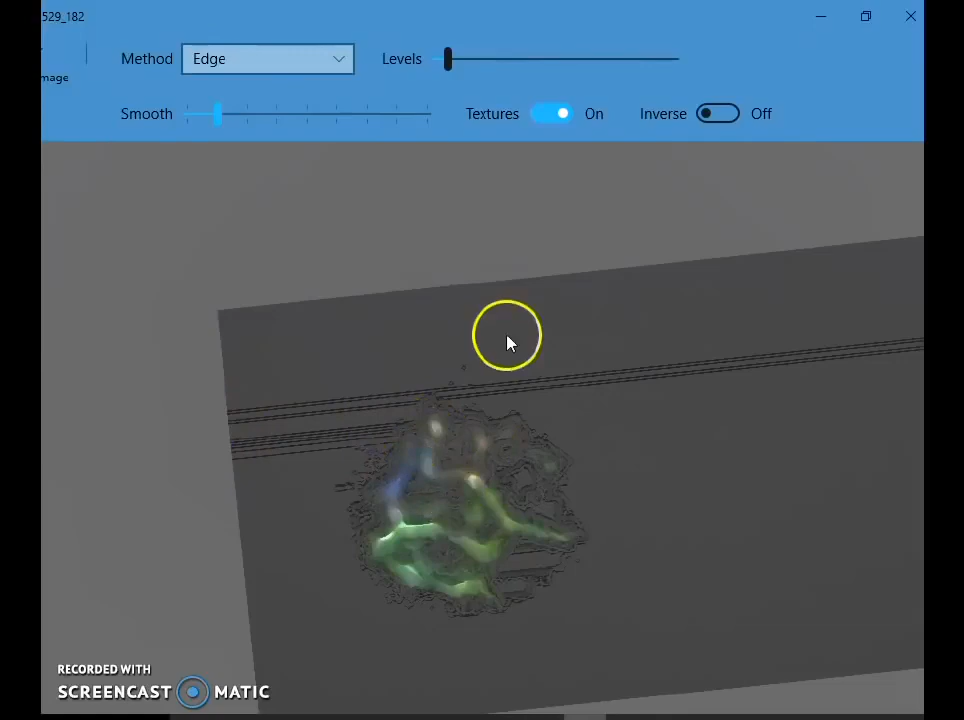 529_182
mage
Method Edge Levels
Smooth Textures On Inverse Off
RECORDED WITH
SCREENCAST MATIC